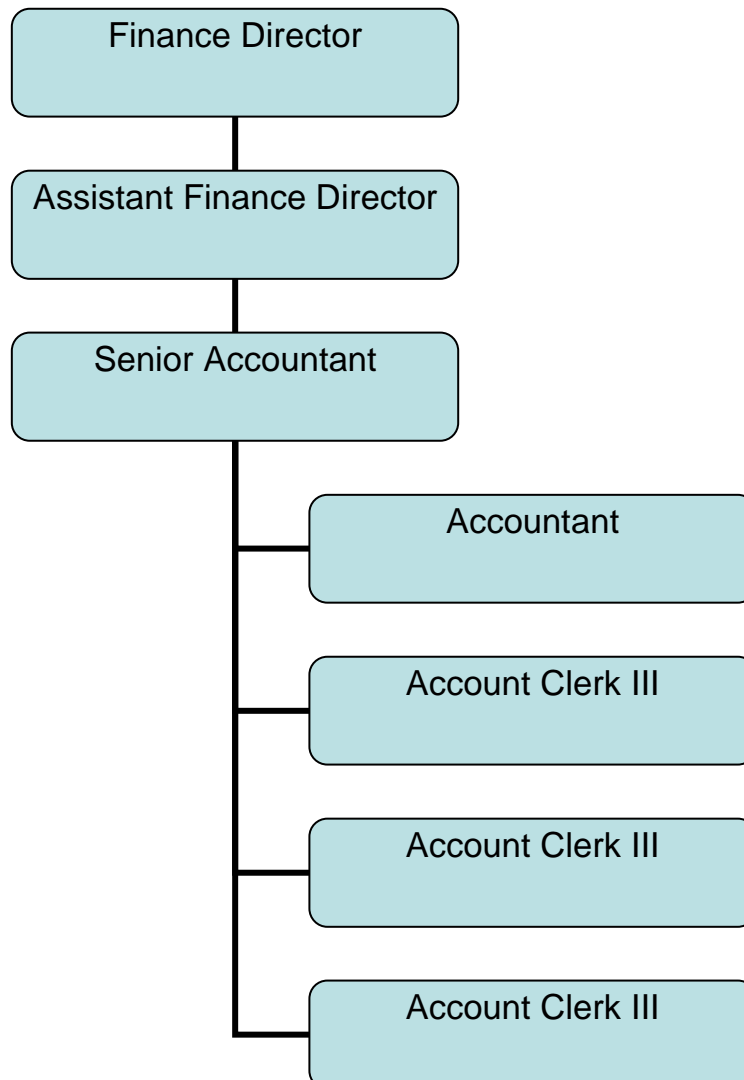 Finance Director
Assistant Finance Director
Senior Accountant
Accountant
Account Clerk III
Account Clerk III
Account Clerk III